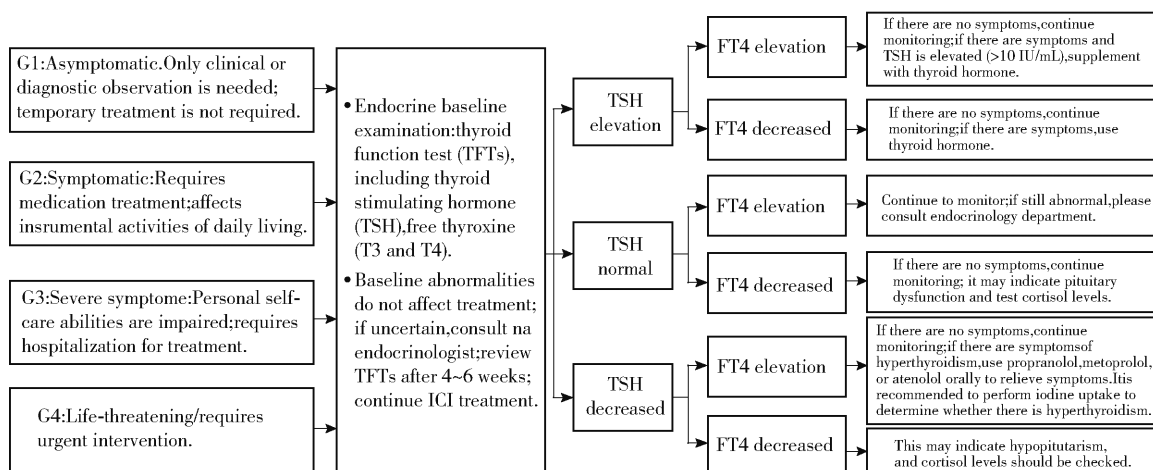 G1:Asymptomatic.Only clinical or
diagnostic observation is needed;
temporary treatment is not required.
G2:Symptomatic:Requires
medication treatment;affects
insrumental activities of daily living.
G3:Severe symptome:Personal self-
care abilities are impaired;requires
hospitalization for treatment.
G4:Life-threatening/requires
urgent intervention.
• Endocrine baseline
examination:thyroid
function test (TFTs),
including thyroid
stimulating hormone
(TSH),free thyroxine
(T3 and T4).
• Baseline abnormalities
do not affect treatment;
if uncertain,consult na
endocrinologist;review
TFTs after 4~6 weeks;
continue ICI treatment.
TSH
elevation
FT4 elevation
If there are no symptoms,continue
monitoring;if there are symptoms and
TSH is elevated (>10 IU/mL),supplement
with thyroid hormone.
FT4 decreased
If there are no symptoms,continue
monitoring;if there are symptoms,use
thyroid hormone.
TSH
normal
FT4 elevation
Continue to monitor;if still abnormal,please
consult endocrinology department.
FT4 decreased
If there are no symptoms,continue
monitoring; it may indicate pituitary
dysfunction and test cortisol levels.
TSH
decreased
FT4 elevation
If there are no symptoms,continue
monitoring;if there are symptomsof
hyperthyroidism,use propranolol,metoprolol,
or atenolol orally to relieve symptoms.Itis
recommended to perform iodine uptake to
determine whether there is hyperthyroidism.
FT4 decreased
This may indicate hypopitutarism,
and cortisol levels should be checked.